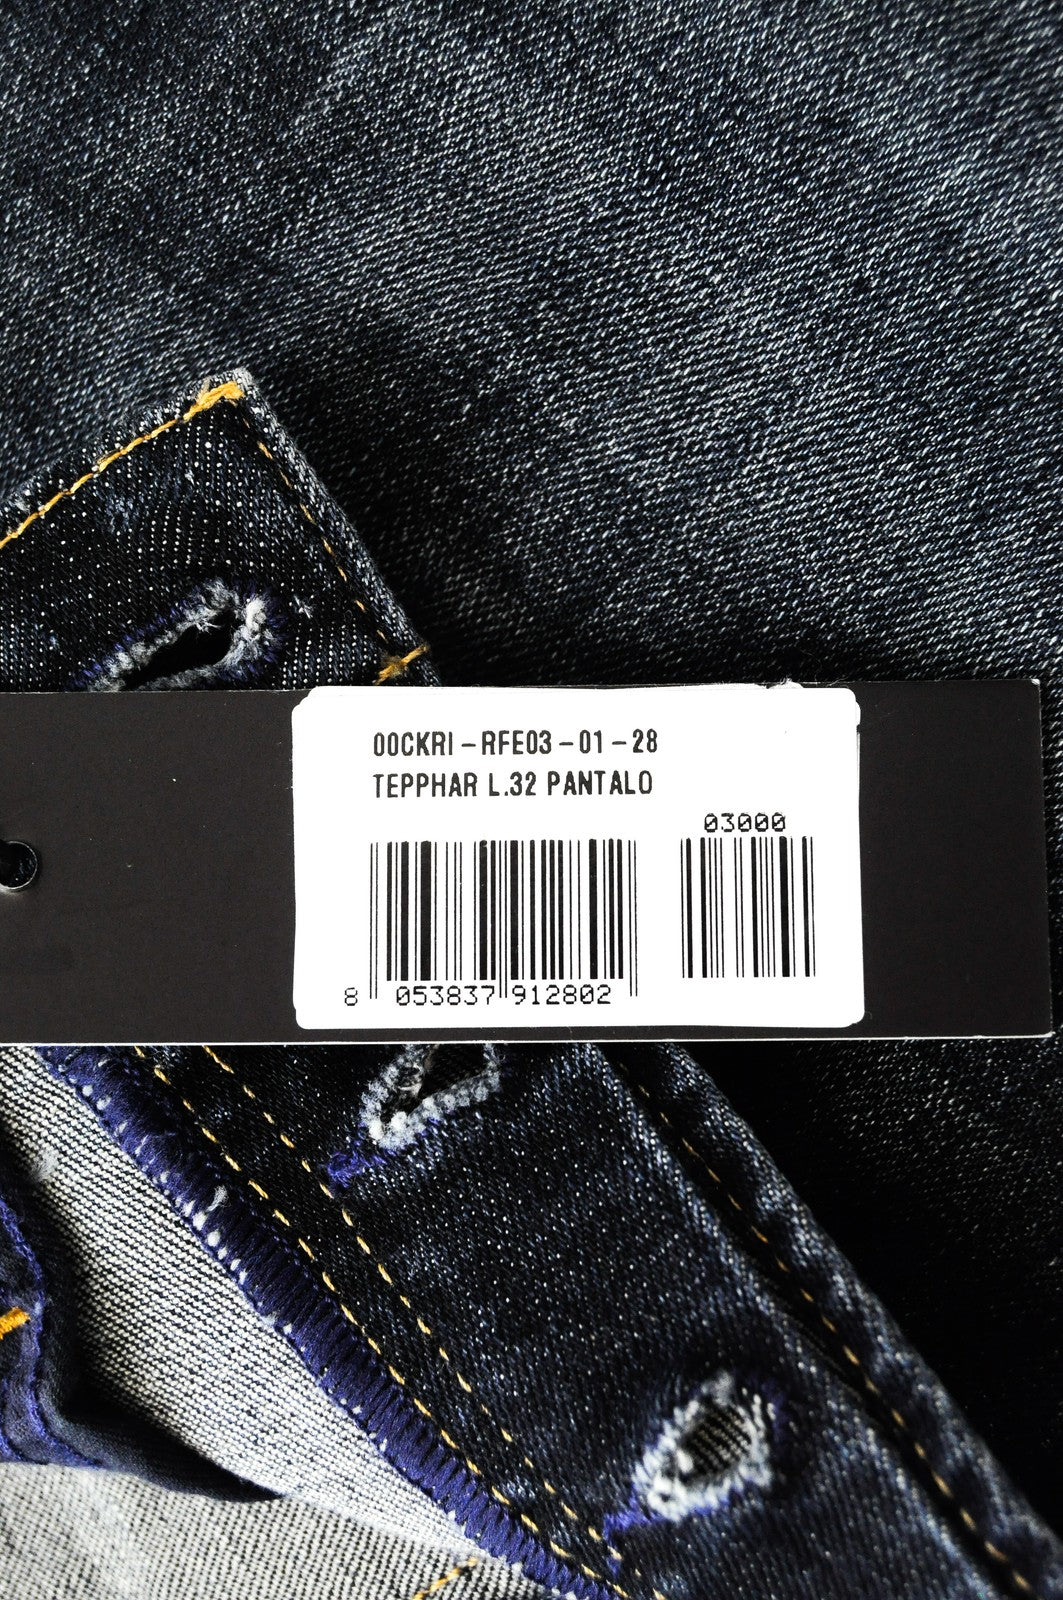 00CKRI-RFE03-01-28
TEPPHAR L.32 PANTALO
03000
8 053837 912802